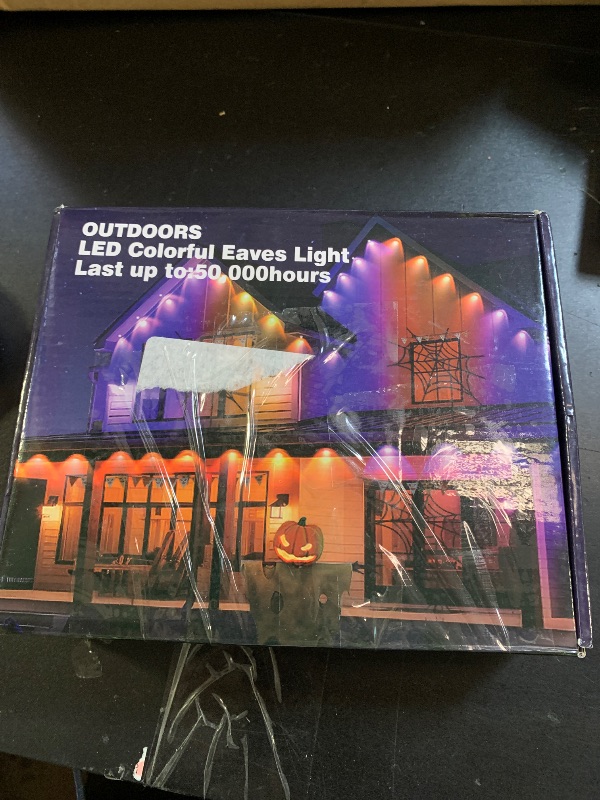 OUTDOORS
LED Colorful Eaves Light
Last up to:50,000hours